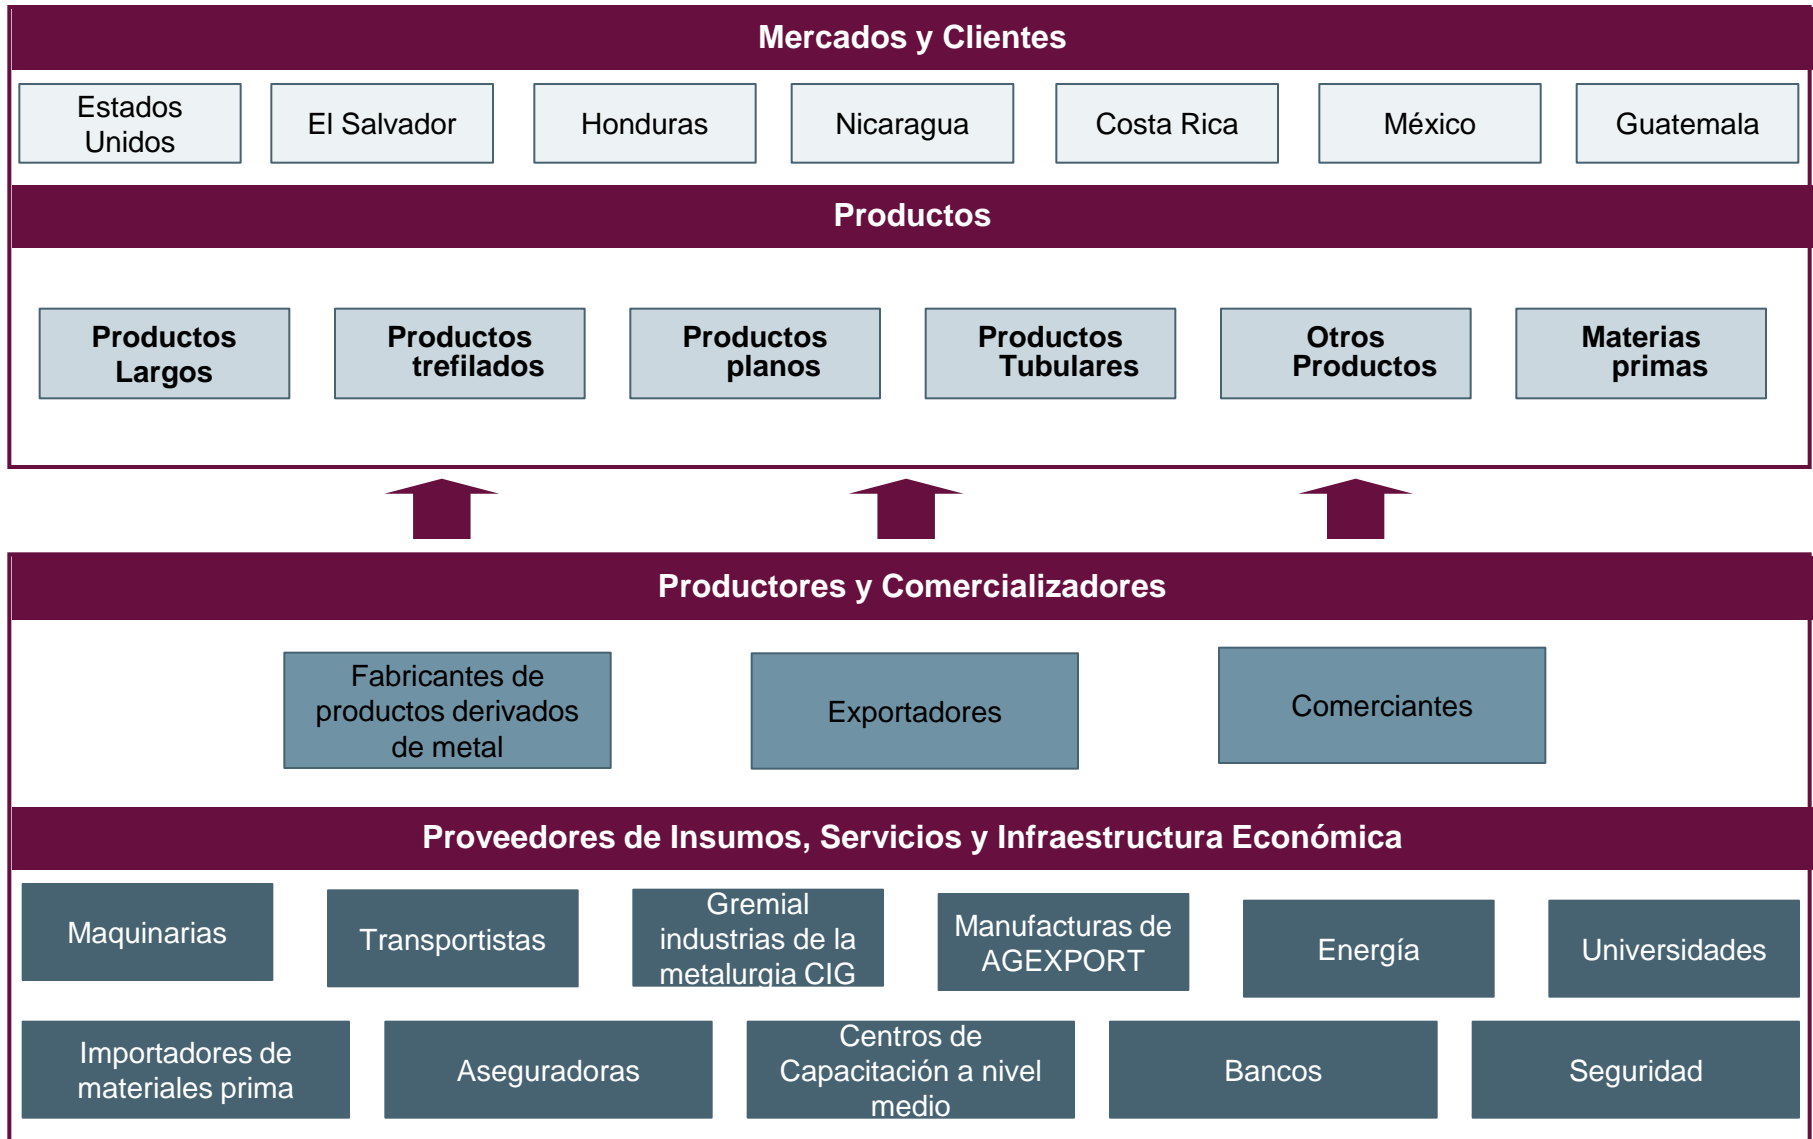 Mercados y Clientes
Estados
Unidos
El Salvador
Honduras
Nicaragua
Costa Rica
México
Guatemala
Productos
Productos
Largos
Productos
trefilados
Productos
planos
Productos
Tubulares
Otros
Productos
Materias
primas
Productores y Comercializadores
Fabricantes de
productos derivados
de metal
Exportadores
Comerciantes
Proveedores de Insumos, Servicios y Infraestructura Económica
Maquinarias
Transportistas
Gremial
industrias de la
metalurgia CIG
Manufacturas de
AGEXPORT
Energía
Universidades
Importadores de
materiales prima
Aseguradoras
Centros de
Capacitación a nivel
medio
Bancos
Seguridad